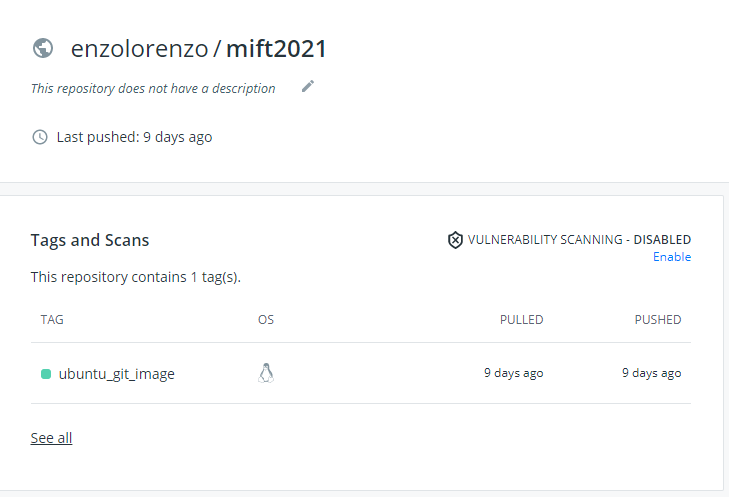 enzolorenzo / mift2021
This repository does not have a description
Last pushed: 9 days ago
Tags and Scans
VULNERABILITY SCANNING - DISABLED
Enable
This repository contains 1 tag(s).
TAG OS PULLED PUSHED
ubuntu_git_image 9 days ago 9 days ago
See all